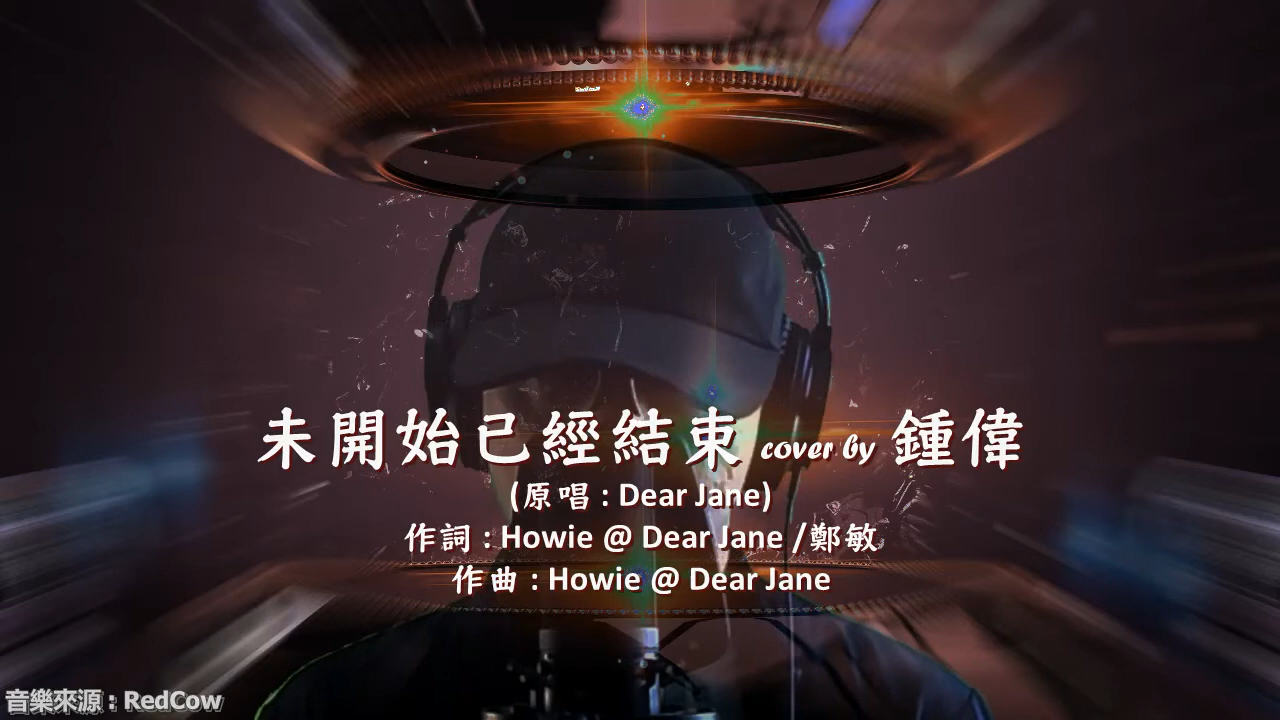 未開始已經結束 cover by 鍾偉
(原唱 : Dear Jane)
作詞 : Howie @ Dear Jane /鄭敏
作曲 : Howie @ Dear Jane
音樂來源 : RedCow